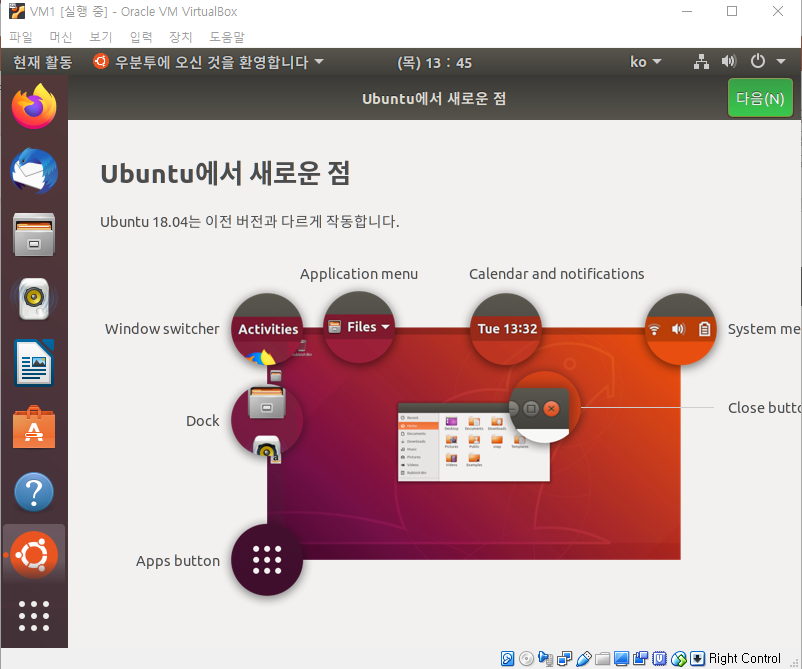 VM1 [실행 중] - Oracle VM VirtualBox
파일 머신 보기 입력 장치 도움말
현재 활동 우분투에 오신 것을 환영합니다 (목) 13 : 45 ko
Ubuntu에서 새로운 점 다음(N)
Ubuntu에서 새로운 점
Ubuntu 18.04는 이전 버전과 다르게 작동합니다.
Application menu Calendar and notifications
Window switcher Activities Files Tue 13:32 System me
Dock Close butto
Apps button
Right Control